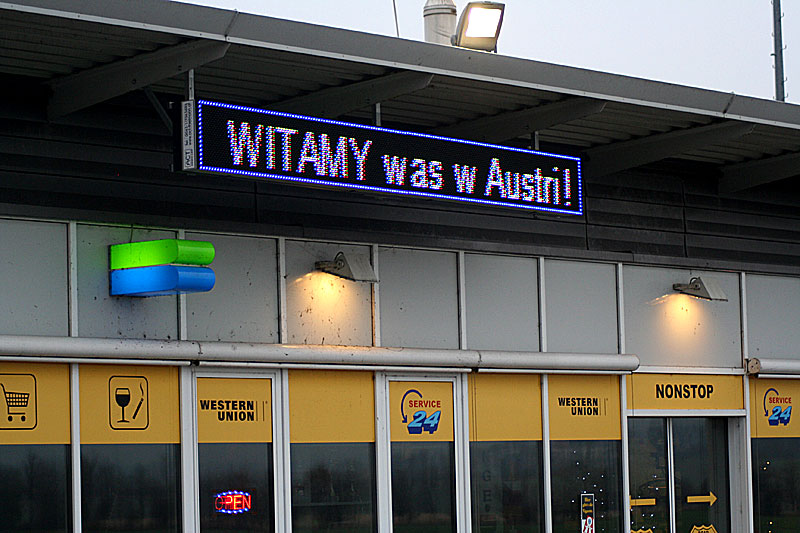 WITAMY was w Austri!
WESTERN UNION
SERVICE 24
WESTERN UNION
NONSTOP
SERVICE 24
OPEN